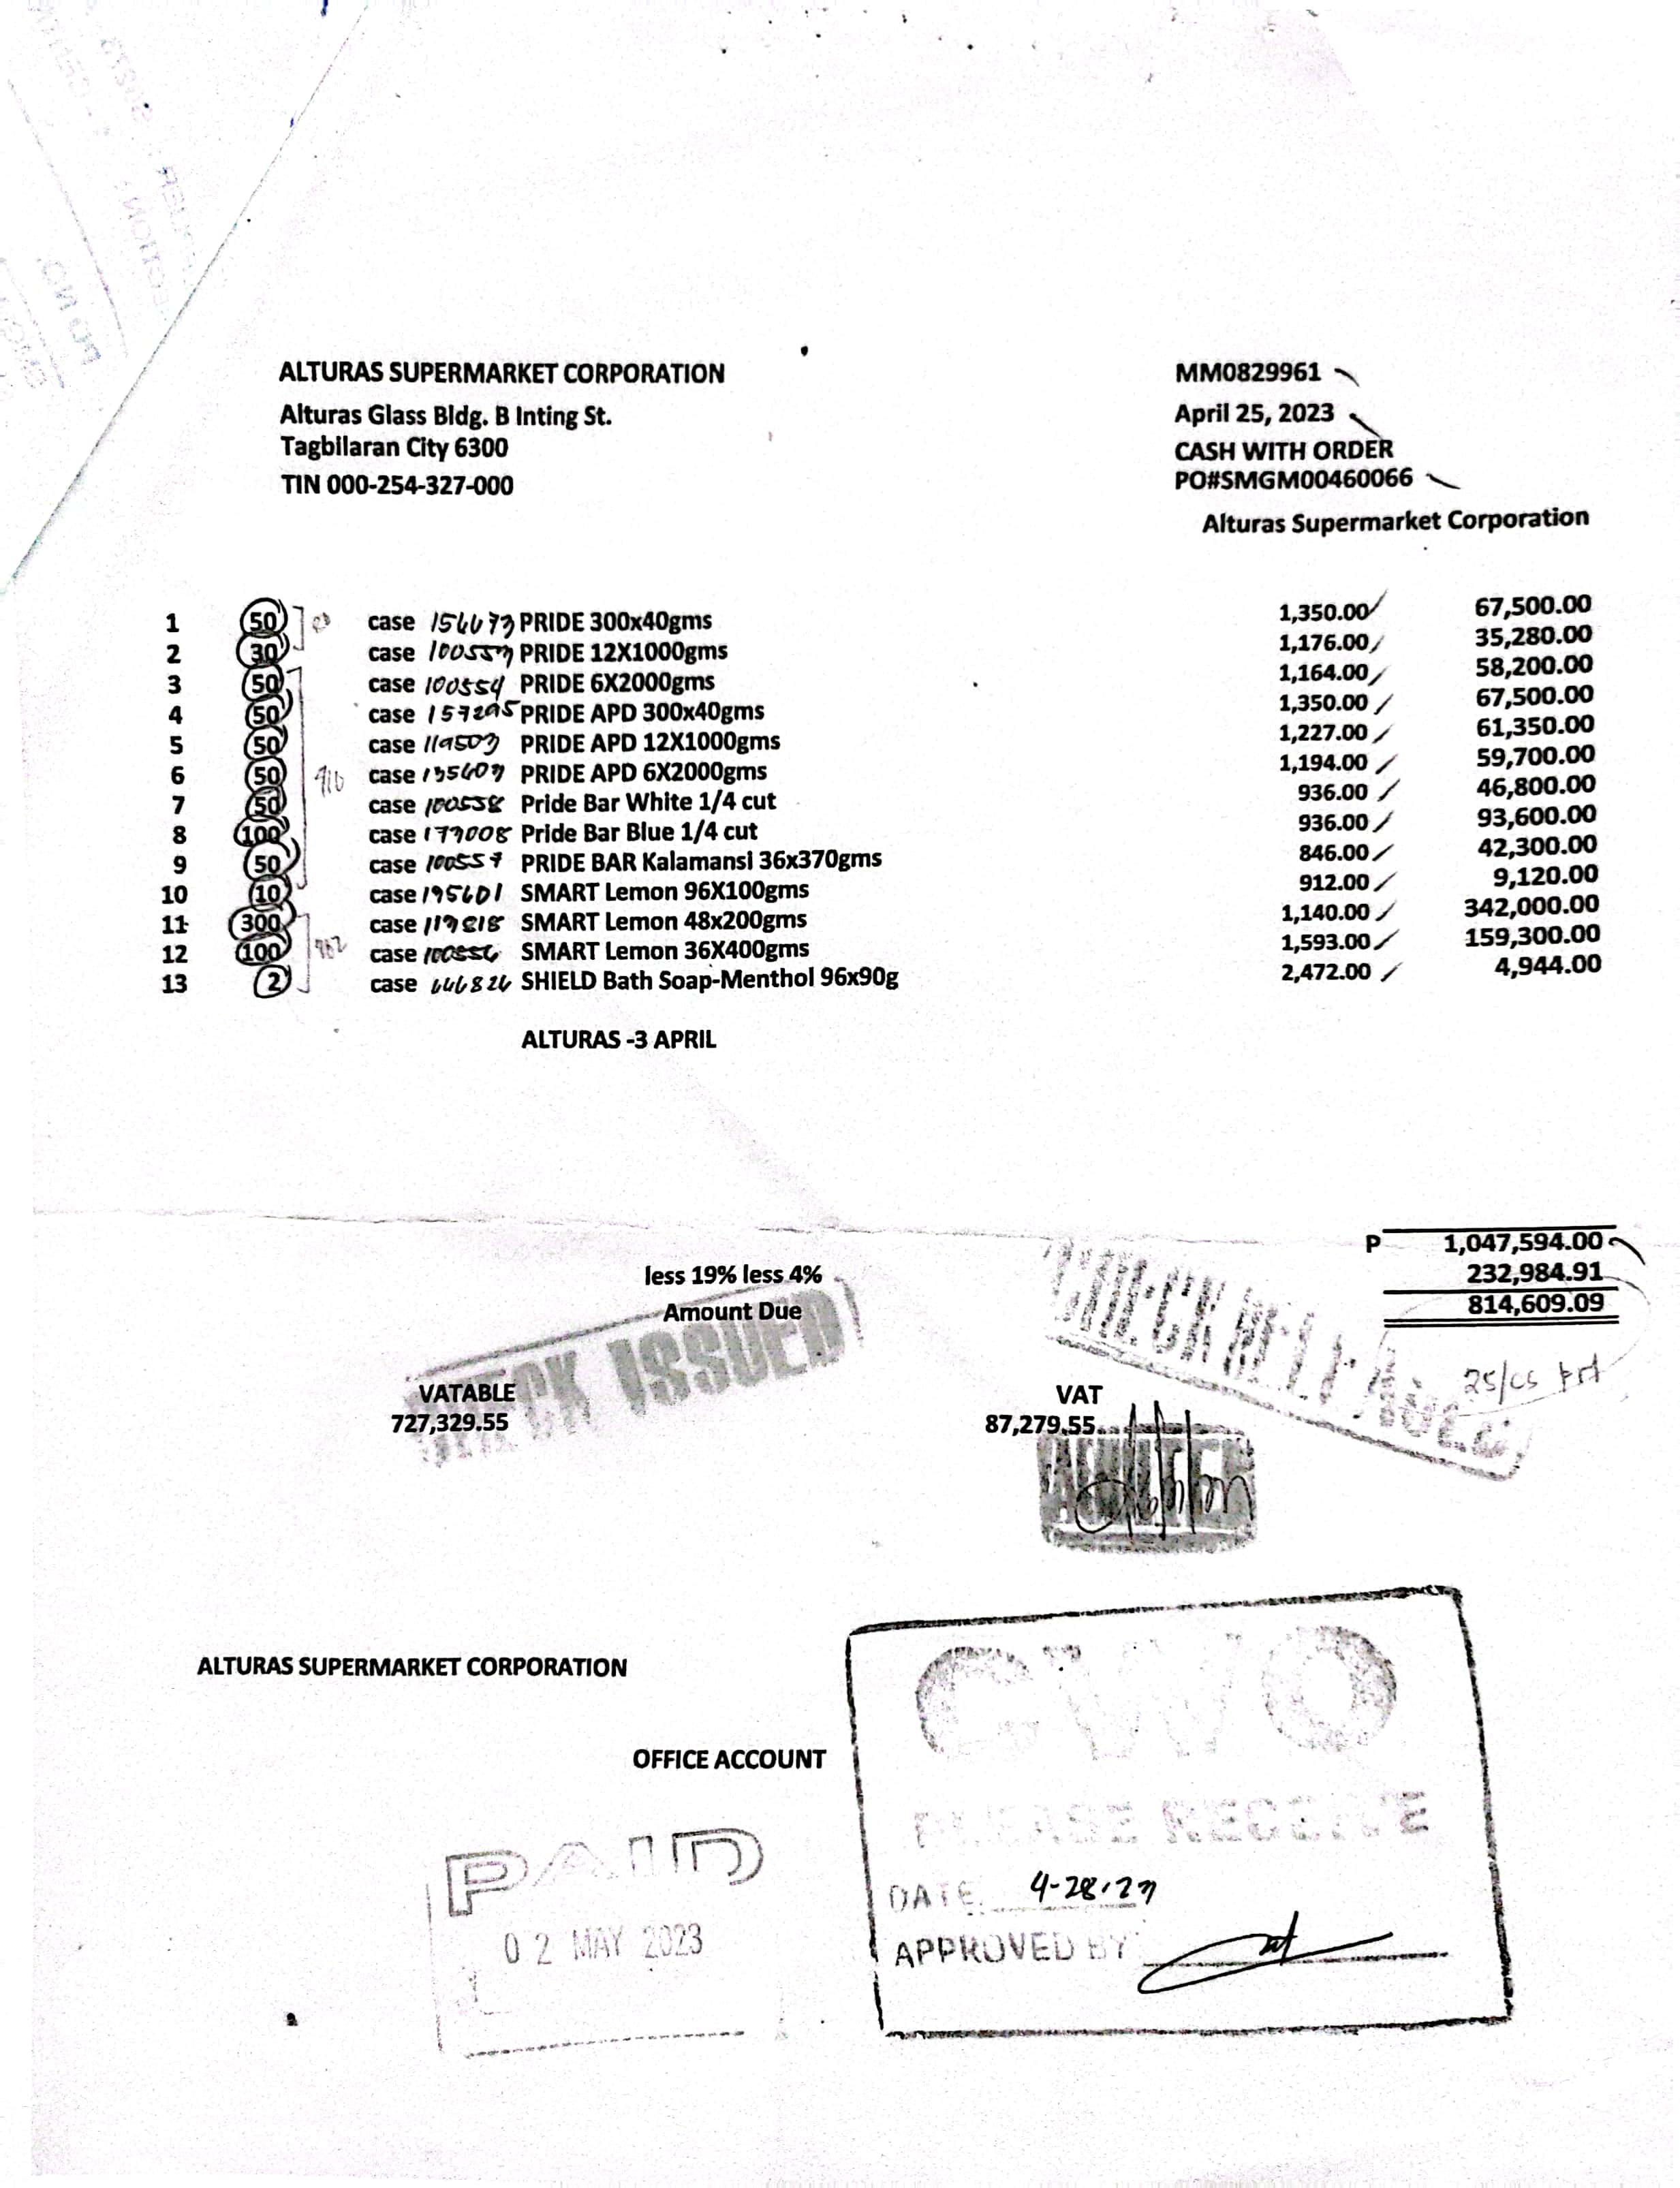 ALTURAS SUPERMARKET CORPORATION MM0829961
Alturas Glass Bldg. B Inting St. April 25, 2023
Tagbilaran City 6300 CASH WITH ORDER
TIN 000-254-327-000 PO#SMGM00460066
Alturas Supermarket Corporation
1 50 case 156073 PRIDE 300x40gms 1,350.00 67,500.00
2 30 case 100553 PRIDE 12X1000gms 1,176.00 35,280.00
3 50 case 100554 PRIDE 6X2000gms 1,164.00 58,200.00
4 50 case 157295 PRIDE APD 300x40gms 1,350.00 67,500.00
5 50 case 119503 PRIDE APD 12X1000gms 1,227.00 61,350.00
6 50 case PRIDE APD 6X2000gms 1,194.00 59,700.00
7 50 case 100558 Pride Bar White 1/4 cut 936.00 46,800.00
8 100 case 177008 Pride Bar Blue 1/4 cut 936.00 93,600.00
9 50 case 100557 PRIDE BAR Kalamansi 36x370gms 846.00 42,300.00
10 10 case 195601 SMART Lemon 96X100gms 912.00 9,120.00
11 300 case SMART Lemon 48x200gms 1,140.00 342,000.00
12 100 case 100556 SMART Lemon 36X400gms 1,593.00 159,300.00
13 2 case SHIELD Bath Soap-Menthol 96x90g 2,472.00 4,944.00
ALTURAS -3 APRIL
P 1,047,594.00
less 19% less 4% 232,984.91
Amount Due 814,609.09
CHECK ISSUED
CHECK RELEASED
25/cs
VATABLE VAT
727,329.55 87,279.55
AUDITED
ALTURAS SUPERMARKET CORPORATION
OFFICE ACCOUNT
CWO
PLEASE RECEIVE
DATE 4-28-23
APPROVED BY
PAID
02 MAY 2023